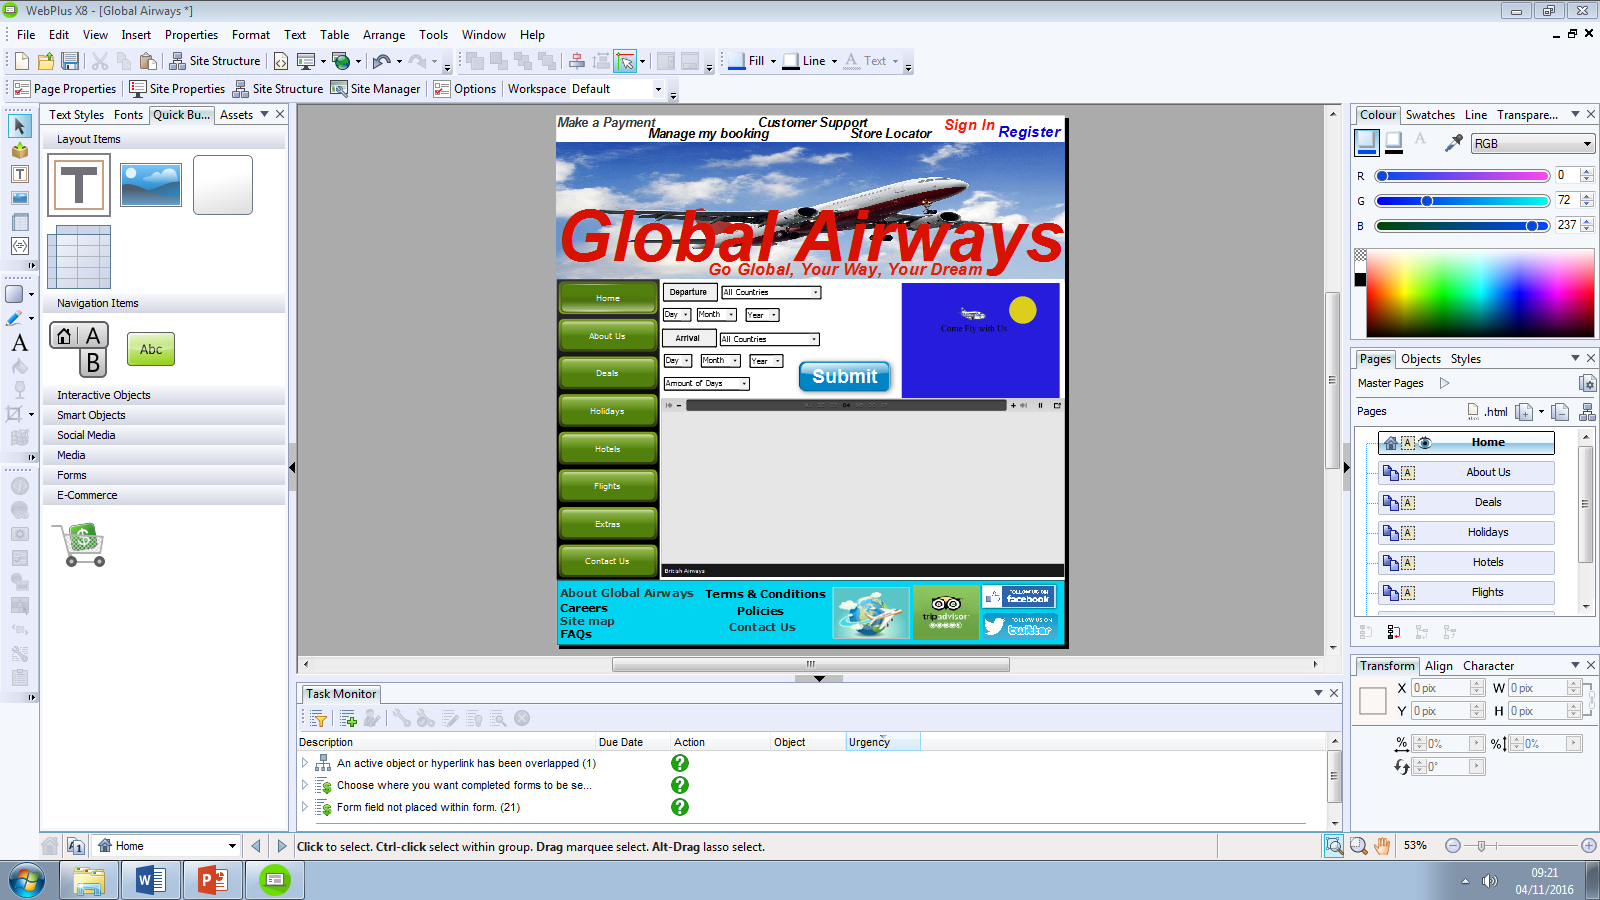 WebPlus X8 - [Global Airways *]
File Edit View Insert Properties Format Text Table Arrange Tools Window Help
Site Structure Fill Line Text
Page Properties Site Properties Site Structure Site Manager Options Workspace Default
Text Styles Fonts Quick Bu... Assets
Layout Items
T
Navigation Items
A
B
Abc
Interactive Objects
Smart Objects
Social Media
Media
Forms
E-Commerce
Make a Payment
Customer Support
Sign In
Manage my booking
Store Locator
Register
Global Airways
Go Global, Your Way, Your Dream
Home
About Us
Deals
Holidays
Hotels
Flights
Extras
Contact Us
Departure All Countries
Day Month Year
Arrival All Countries
Day Month Year
Amount of Days
Submit
Come Fly with Us
British Airways
About Global Airways
Careers
Site map
FAQs
Terms & Conditions
Policies
Contact Us
tripadvisor
FOLLOW US ON
facebook
FOLLOW US ON
twitter
Task Monitor
Description Due Date Action Object Urgency
An active object or hyperlink has been overlapped (1)
Choose where you want completed forms to be se...
Form field not placed within form. (21)
Colour Swatches Line Transpare...
RGB
R 0
G 72
B 237
Pages Objects Styles
Master Pages
Pages .html
Home
About Us
Deals
Holidays
Hotels
Flights
Transform Align Character
X 0 pix W 0 pix
Y 0 pix H 0 pix
% 0% % 0%
0°
Home
Click to select. Ctrl-click select within group. Drag marquee select. Alt-Drag lasso select.
53%
09:21
04/11/2016